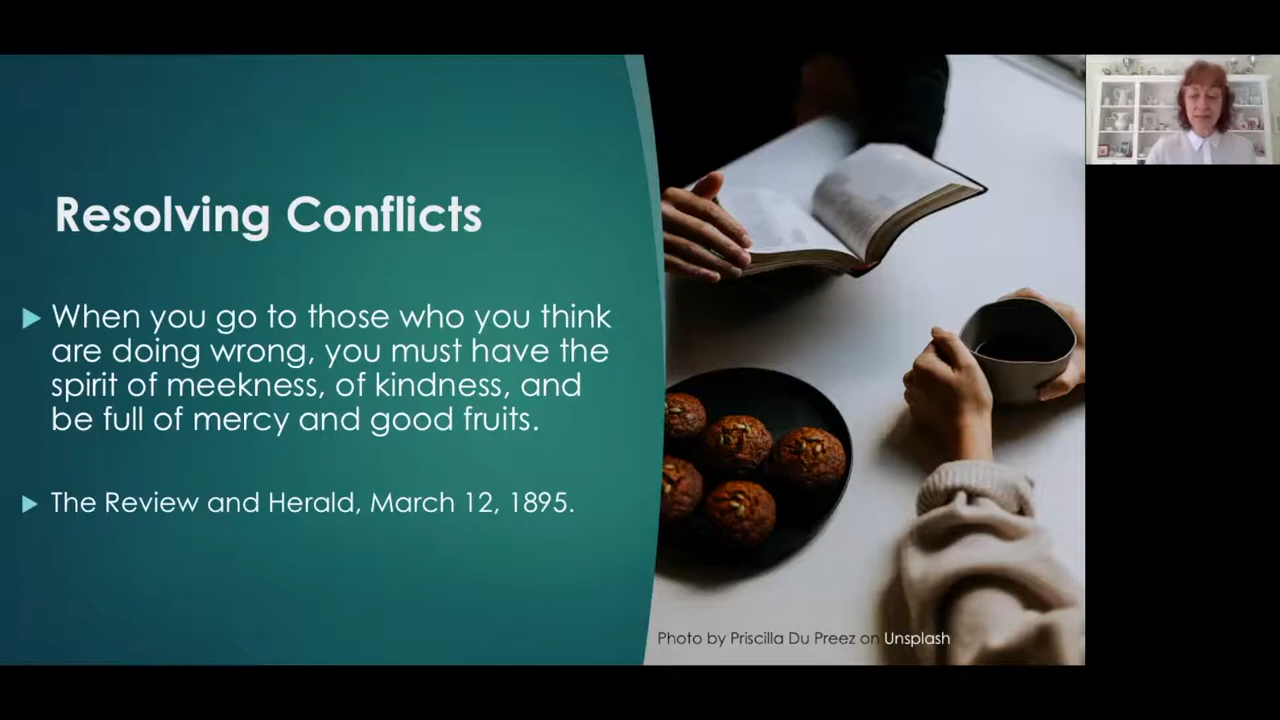 Resolving Conflicts
When you go to those who you think
are doing wrong, you must have the
spirit of meekness, of kindness, and
be full of mercy and good fruits.
The Review and Herald, March 12, 1895.
Photo by Priscilla Du Preez on Unsplash